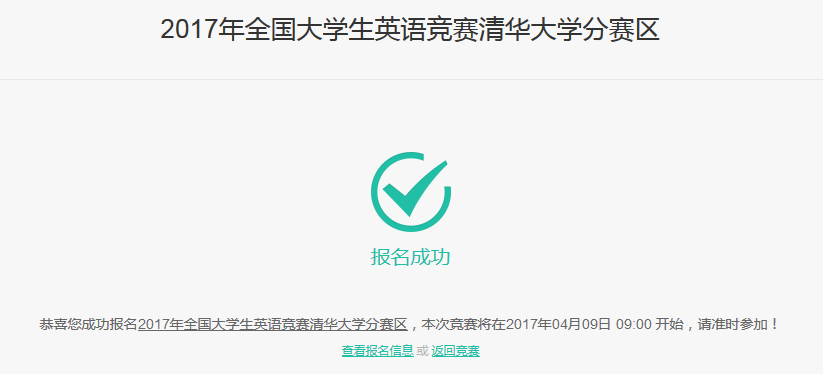 2017年全国大学生英语竞赛清华大学分赛区
报名成功
恭喜您成功报名2017年全国大学生英语竞赛清华大学分赛区，本次竞赛将在2017年04月09日 09:00 开始，请准时参加！
查看报名信息 或 返回竞赛